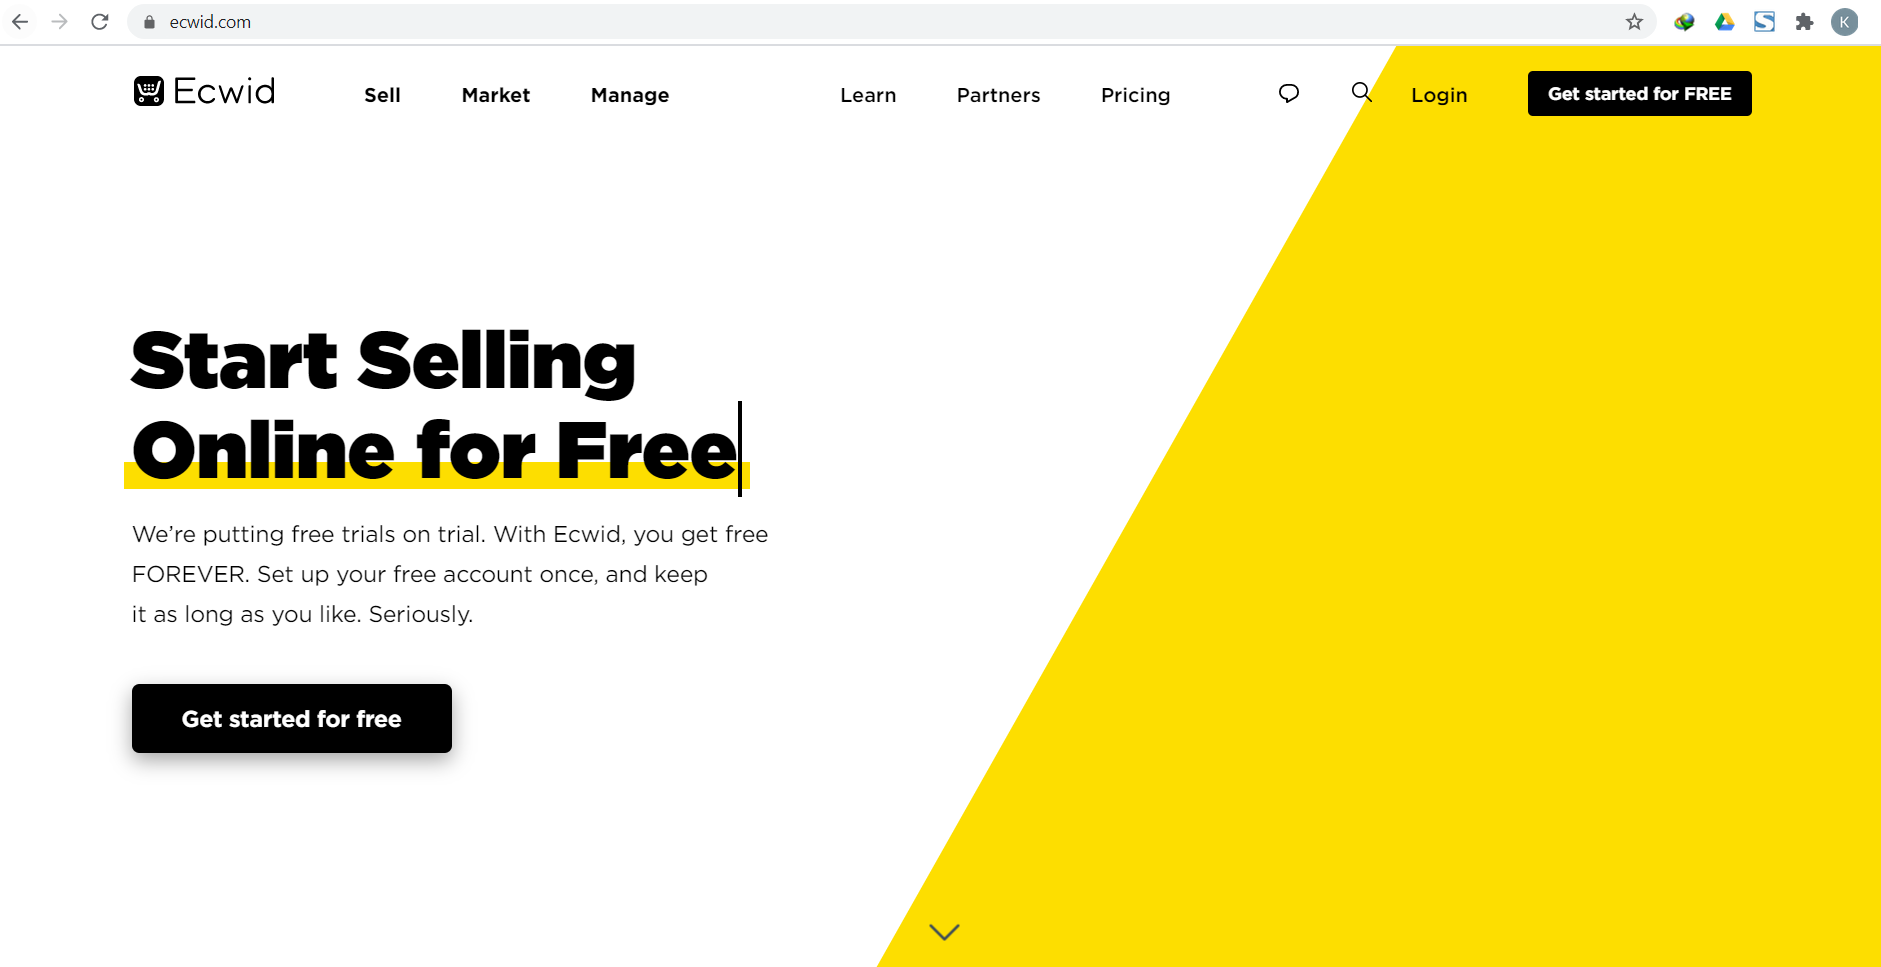 ecwid.com
K
Ecwid
Sell
Market
Manage
Learn
Partners
Pricing
Login
Get started for FREE
Start Selling
Online for Free
We’re putting free trials on trial. With Ecwid, you get free
FOREVER. Set up your free account once, and keep
it as long as you like. Seriously.
Get started for free